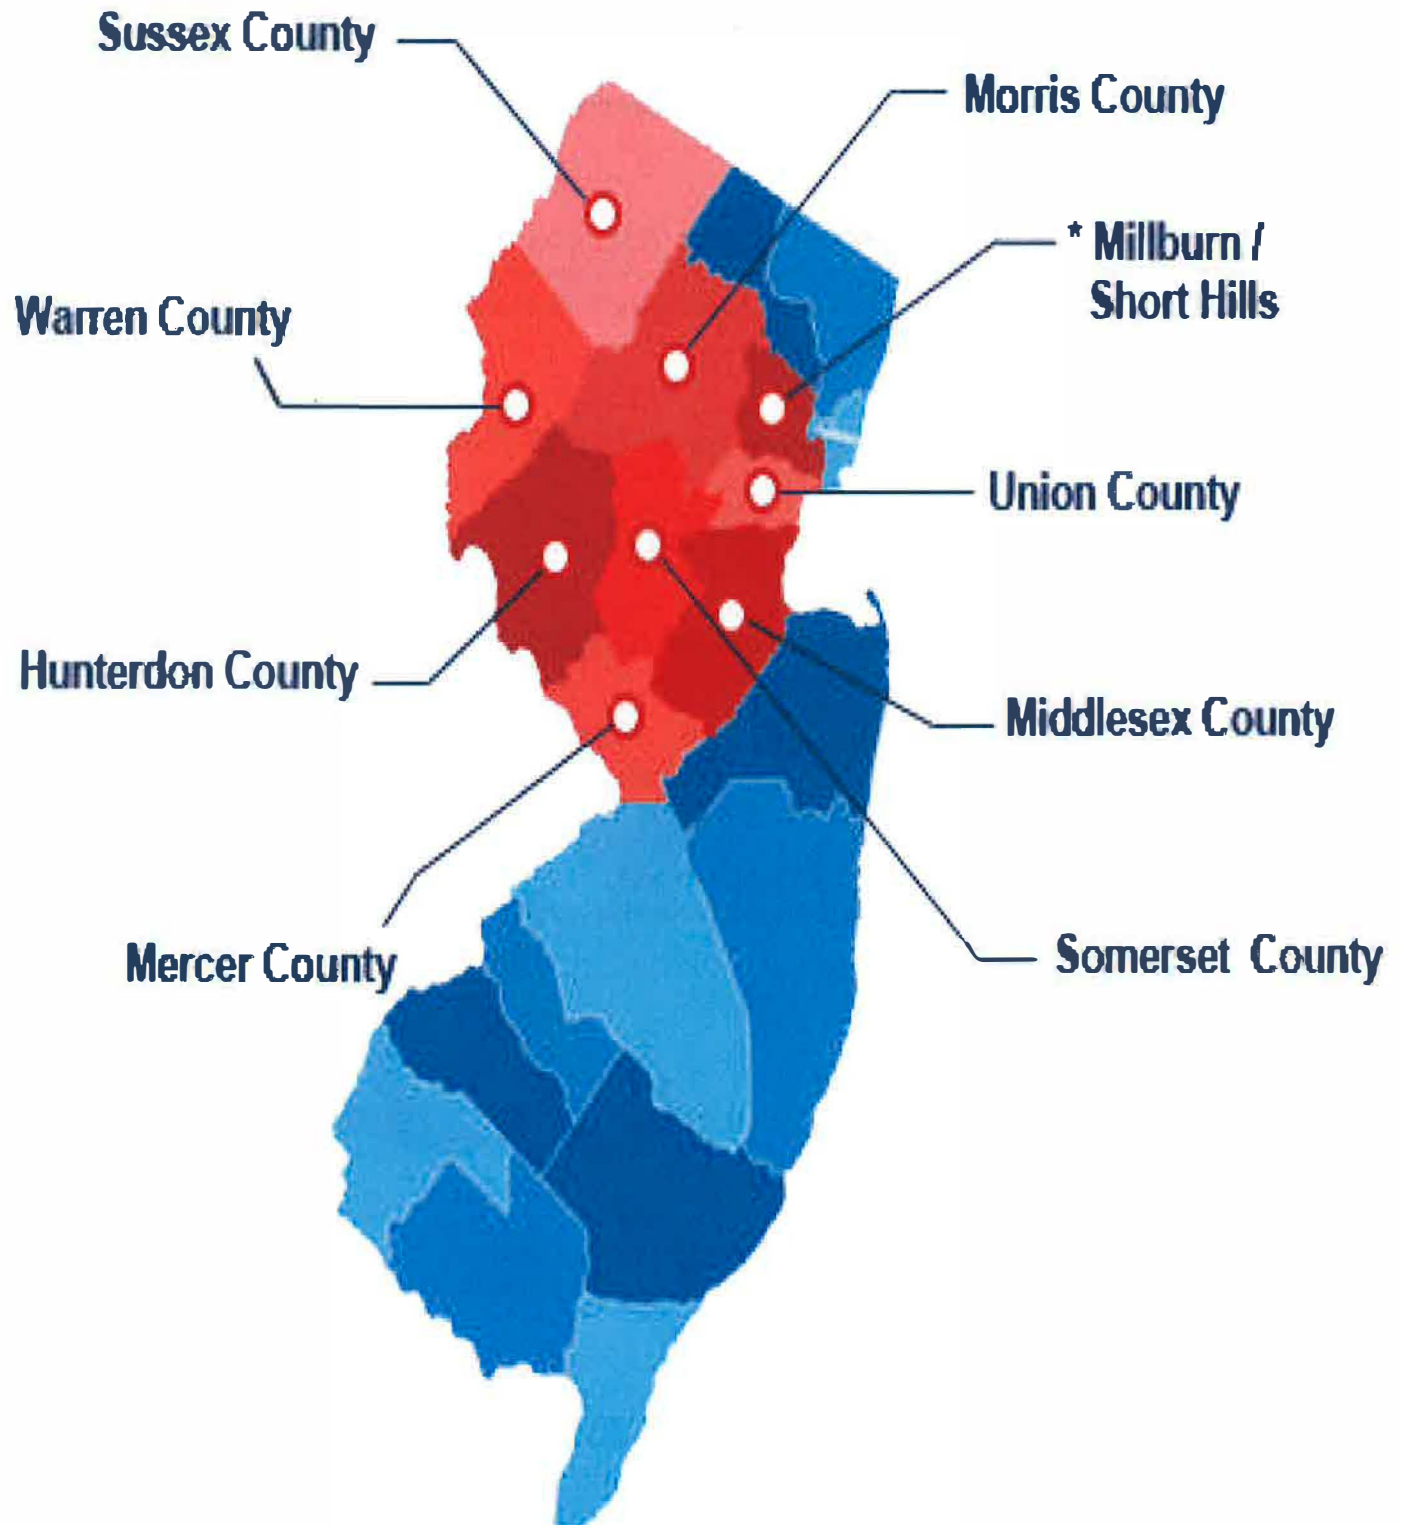 Sussex County
Morris County
* Millburn /
Short Hills
Warren County
Union County
Hunterdon County
Middlesex County
Mercer County
Somerset County